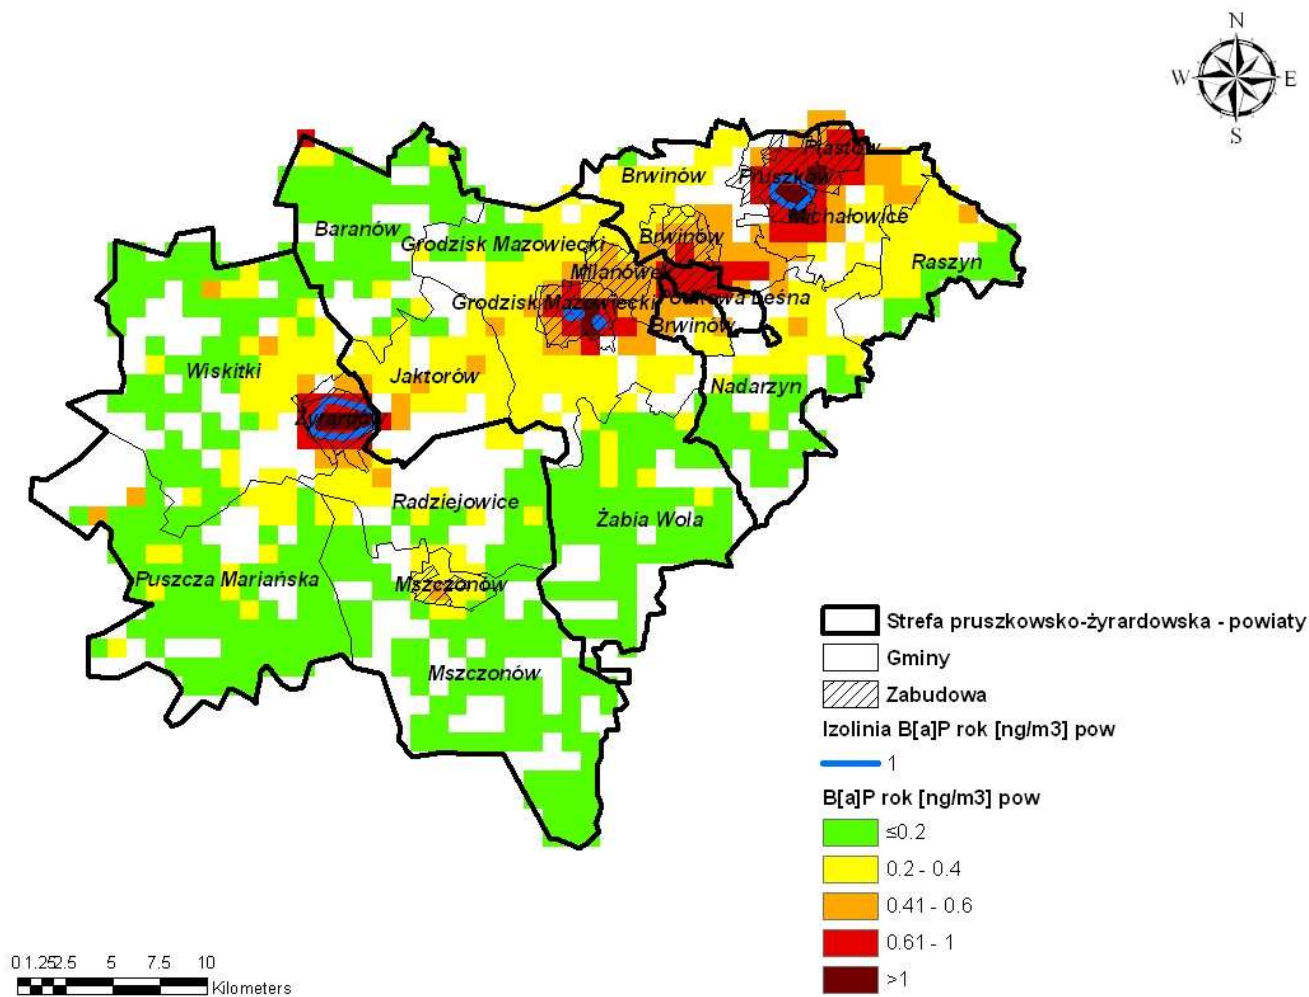 N
W E
S
Piastów
Brwinów
Pruszków
Michałowice
Baranów
Grodzisk Mazowiecki
Brwinów
Raszyn
Milanówek
Grodzisk Mazowiecki
Podkowa Leśna
Brwinów
Wiskitki
Jaktorów
Nadarzyn
Żyrardów
Radziejowice
Żabia Wola
Puszcza Mariańska
Mszczonów
Mszczonów
Strefa pruszkowsko-żyrardowska - powiaty
Gminy
Zabudowa
Izolinia B[a]P rok [ng/m3] pow
1
B[a]P rok [ng/m3] pow
≤0.2
0.2 - 0.4
0.41 - 0.6
0.61 - 1
>1
0 1.252.5 5 7.5 10
Kilometers